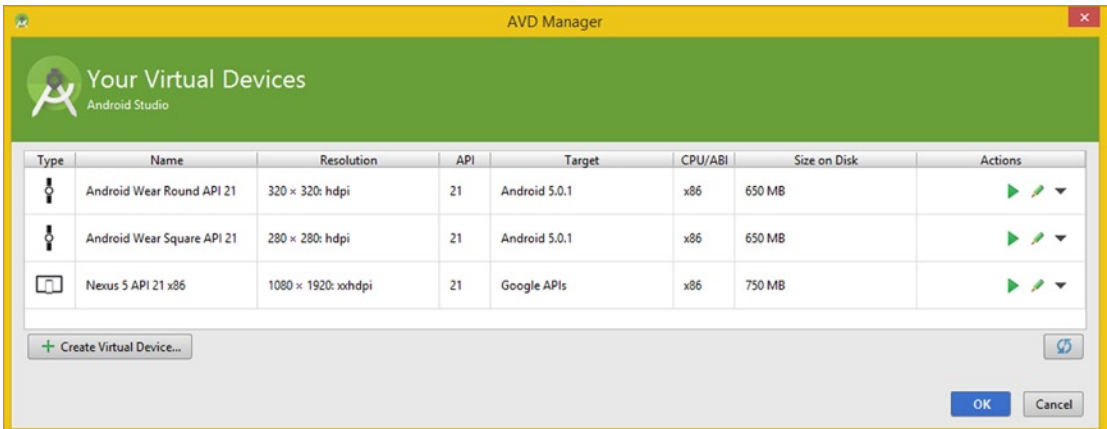 AVD Manager
Your Virtual Devices
Android Studio
Type Name Resolution API Target CPU/ABI Size on Disk Actions
Android Wear Round API 21 320 × 320: hdpi 21 Android 5.0.1 x86 650 MB
Android Wear Square API 21 280 × 280: hdpi 21 Android 5.0.1 x86 650 MB
Nexus 5 API 21 x86 1080 × 1920: xxhdpi 21 Google APIs x86 750 MB
Create Virtual Device...
OK Cancel